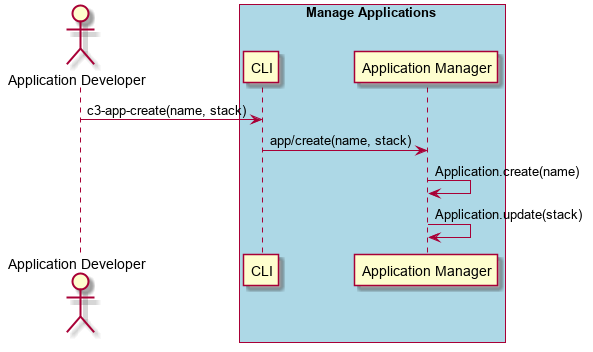 Manage Applications
Application Developer
CLI
Application Manager
c3-app-create(name, stack)
app/create(name, stack)
Application.create(name)
Application.update(stack)
Application Developer
CLI
Application Manager